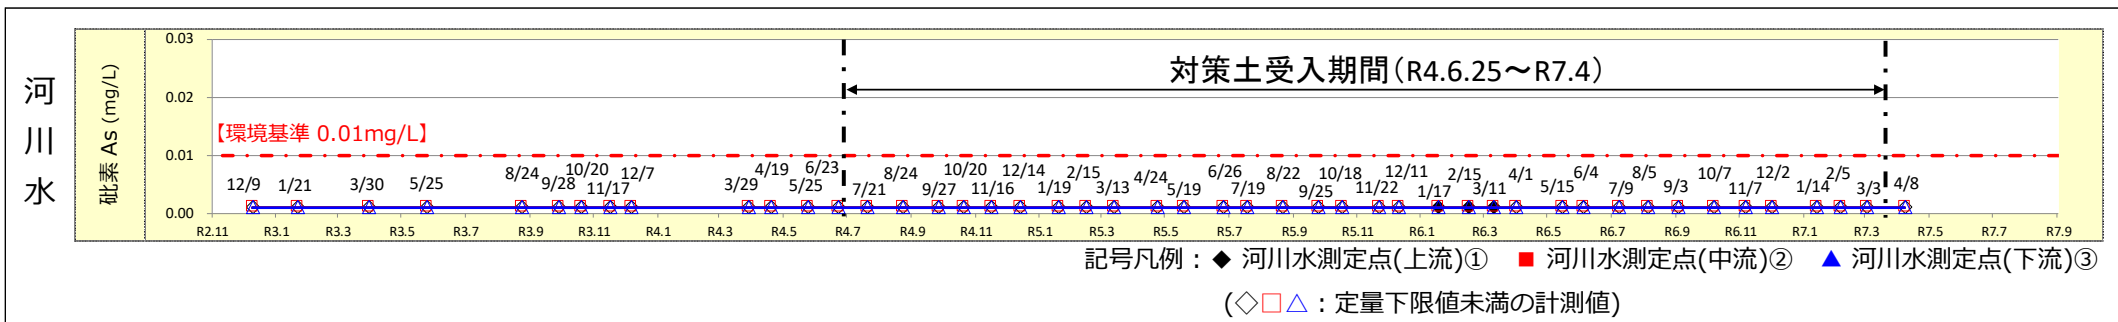 河川水
砒素 As (mg/L)
0.03
0.02
0.01
0.00
対策土受入期間(R4.6.25～R7.4)
【環境基準 0.01mg/L】
12/9 1/21 3/30 5/25 8/24 9/28 10/20 11/17 12/7 3/29 4/19 5/25 6/23 7/21 8/24 9/27 10/20 11/16 12/14 1/19 2/15 3/13 4/24 5/19 6/26 7/19 8/22 9/25 10/18 11/22 12/11 1/17 2/15 3/11 4/1 5/15 6/4 7/9 8/5 9/3 10/7 11/7 12/2 1/14 2/5 3/3 4/8
R2.11 R3.1 R3.3 R3.5 R3.7 R3.9 R3.11 R4.1 R4.3 R4.5 R4.7 R4.9 R4.11 R5.1 R5.3 R5.5 R5.7 R5.9 R5.11 R6.1 R6.3 R6.5 R6.7 R6.9 R6.11 R7.1 R7.3 R7.5 R7.7 R7.9
記号凡例：◆ 河川水測定点(上流)① ■ 河川水測定点(中流)② ▲ 河川水測定点(下流)③
(◇□△：定量下限値未満の計測値)